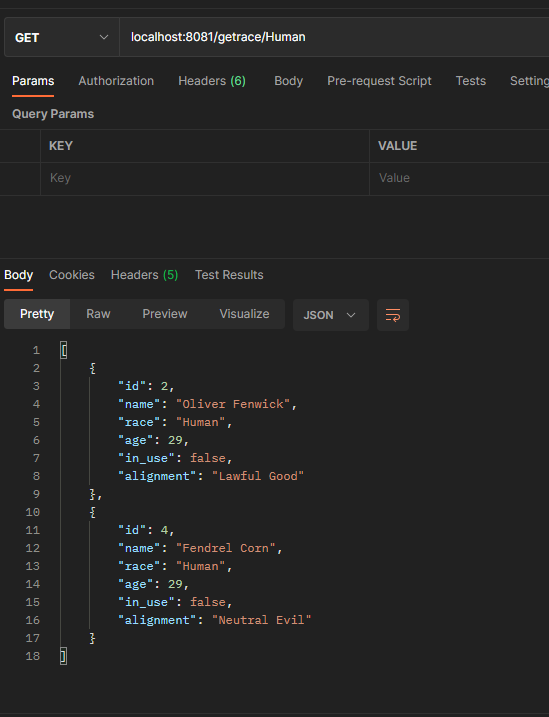 GET localhost:8081/getrace/Human
Params Authorization Headers (6) Body Pre-request Script Tests Setting
Query Params
KEY VALUE
Key Value
Body Cookies Headers (5) Test Results
Pretty Raw Preview Visualize JSON
1 [
2 {
3 "id": 2,
4 "name": "Oliver Fenwick",
5 "race": "Human",
6 "age": 29,
7 "in_use": false,
8 "alignment": "Lawful Good"
9 },
10 {
11 "id": 4,
12 "name": "Fendrel Corn",
13 "race": "Human",
14 "age": 29,
15 "in_use": false,
16 "alignment": "Neutral Evil"
17 }
18 ]